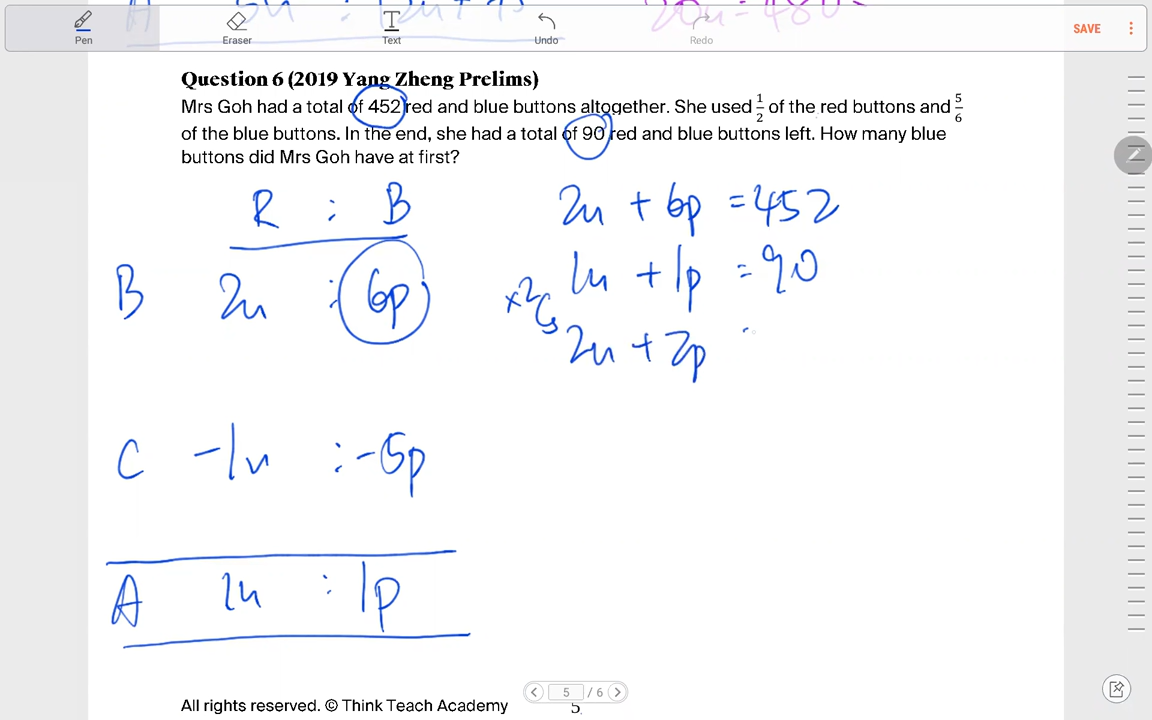 Pen
Eraser
Text
Undo
Redo
SAVE
Question 6 (2019 Yang Zheng Prelims)
Mrs Goh had a total of 452 red and blue buttons altogether. She used 1/2 of the red buttons and 5/6
of the blue buttons. In the end, she had a total of 90 red and blue buttons left. How many blue
buttons did Mrs Goh have at first?
R : B
B 2u : 6p
C -1u : -5p
A 1u : 1p
2u + 6p = 452
1u + 1p = 90
x2
2u + 2p
All rights reserved. © Think Teach Academy
5 / 6
5